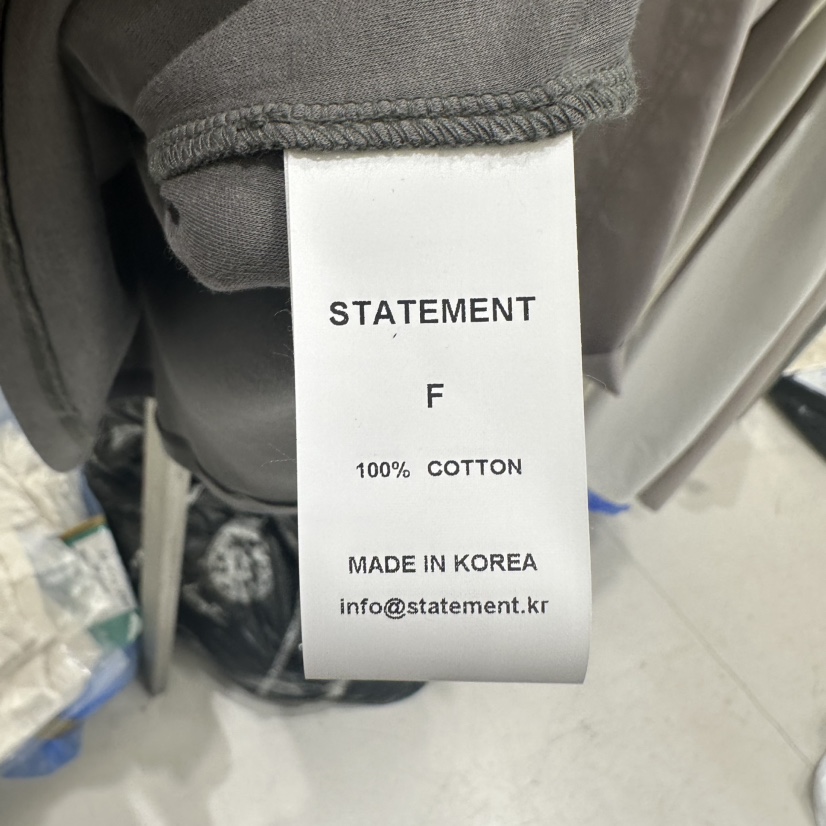 STATEMENT
F
100% COTTON
MADE IN KOREA
info@statement.kr